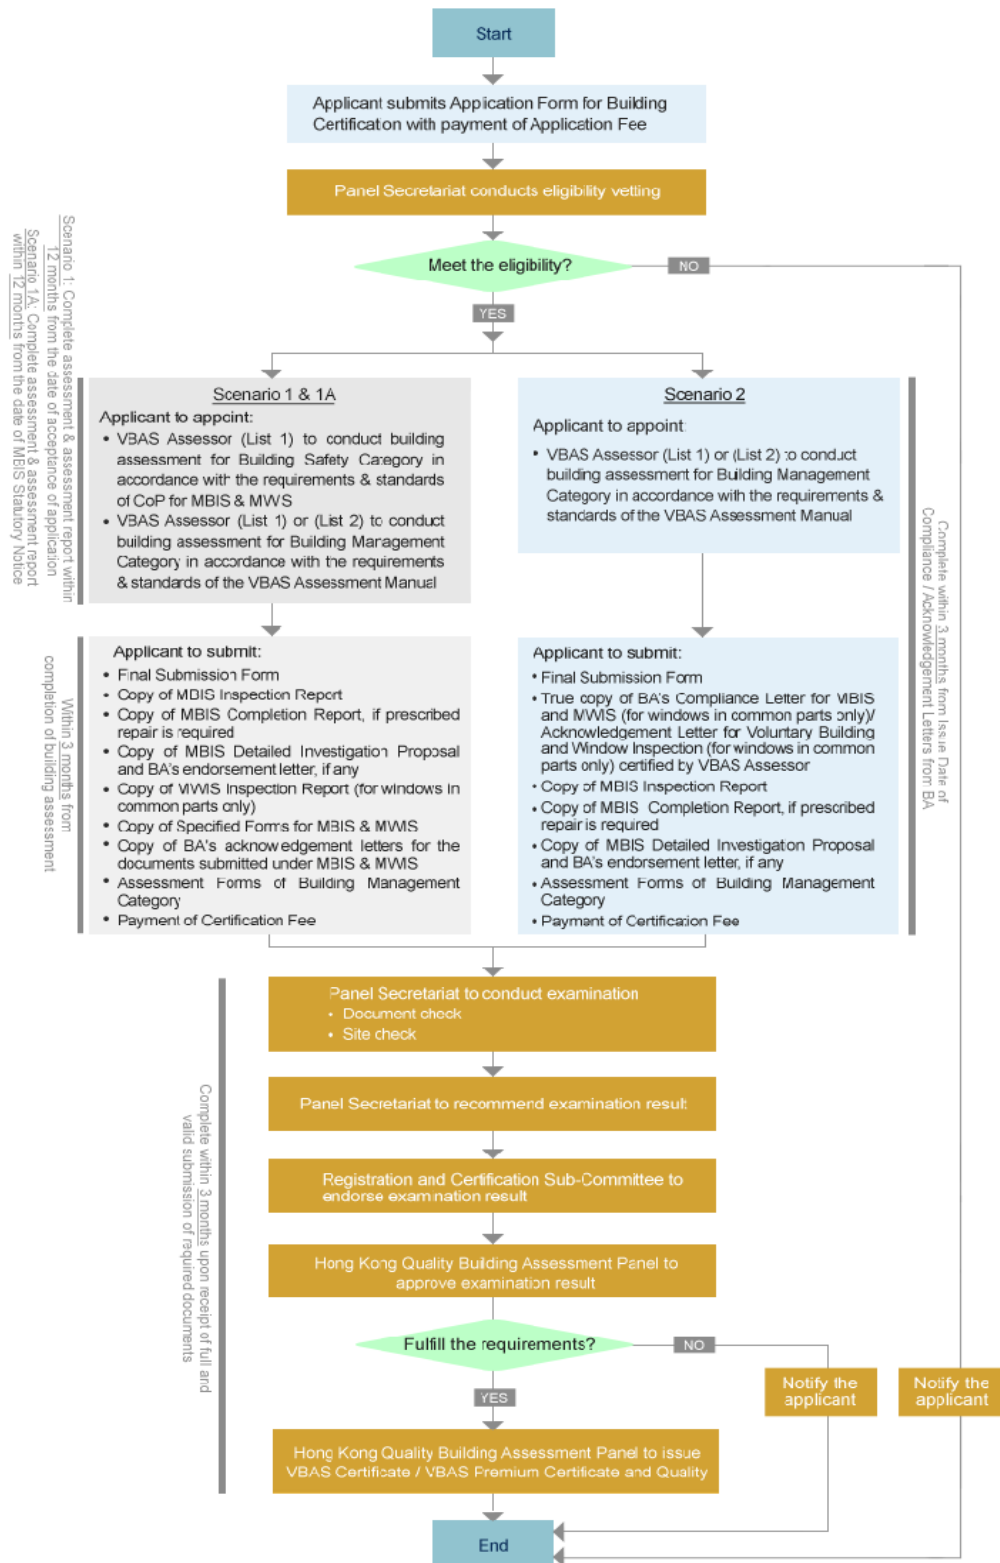 Start
Applicant submits Application Form for Building
Certification with payment of Application Fee
Panel Secretariat conducts eligibility vetting
Meet the eligibility?
NO
YES
Scenario 1: Complete assessment & assessment report within
12 months from the date of acceptance of application
Scenario 1A: Complete assessment & assessment report
within 12 months from the date of MBIS Statutory Notice
Scenario 1 & 1A
Applicant to appoint:
• VBAS Assessor (List 1) to conduct building
assessment for Building Safety Category in
accordance with the requirements & standards
of CoP for MBIS & MWIS
• VBAS Assessor (List 1) or (List 2) to conduct
building assessment for Building Management
Category in accordance with the requirements
& standards of the VBAS Assessment Manual
Scenario 2
Applicant to appoint:
• VBAS Assessor (List 1) or (List 2) to conduct
building assessment for Building Management
Category in accordance with the requirements &
standards of the VBAS Assessment Manual
Complete within 3 months from Issue Date of
Compliance / Acknowledgement Letters from BA
Within 3 months from
completion of building assessment
Applicant to submit:
• Final Submission Form
• Copy of MBIS Inspection Report
• Copy of MBIS Completion Report, if prescribed
repair is required
• Copy of MBIS Detailed Investigation Proposal
and BA's endorsement letter, if any
• Copy of MWIS Inspection Report (for windows in
common parts only)
• Copy of Specified Forms for MBIS & MWIS
• Copy of BA's acknowledgement letters for the
documents submitted under MBIS & MWIS
• Assessment Forms of Building Management
Category
• Payment of Certification Fee
Applicant to submit:
• Final Submission Form
• True copy of BA's Compliance Letter for MBIS
and MWIS (for windows in common parts only)/
Acknowledgement Letter for Voluntary Building
and Window Inspection (for windows in common
parts only) certified by VBAS Assessor
• Copy of MBIS Inspection Report
• Copy of MBIS Completion Report, if prescribed
repair is required
• Copy of MBIS Detailed Investigation Proposal
and BA's endorsement letter, if any
• Assessment Forms of Building Management
Category
• Payment of Certification Fee
Complete within 3 months upon receipt of full and
valid submission of required documents
Panel Secretariat to conduct examination
• Document check
• Site check
Panel Secretariat to recommend examination result
Registration and Certification Sub-Committee to
endorse examination result
Hong Kong Quality Building Assessment Panel to
approve examination result
Fulfill the requirements?
NO
YES
Notify the
applicant
Notify the
applicant
Hong Kong Quality Building Assessment Panel to issue
VBAS Certificate / VBAS Premium Certificate and Quality
End